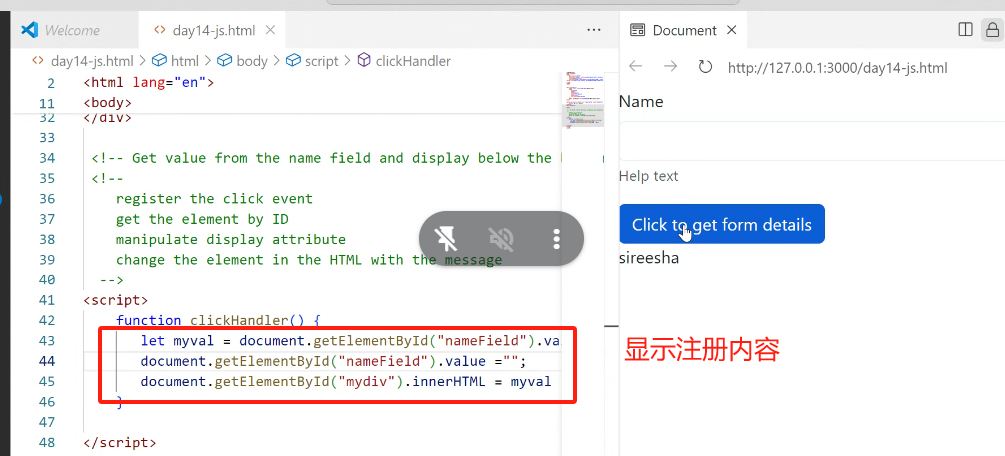 Welcome
day14-js.html
Document
day14-js.html > html > body > script > clickHandler
http://127.0.0.1:3000/day14-js.html
2 <html lang="en">
11 <body>
32 </div>
33
34 <!-- Get value from the name field and display below the
35 <!--
36 register the click event
37 get the element by ID
38 manipulate display attribute
39 change the element in the HTML with the message
40 -->
41 <script>
42 function clickHandler() {
43 let myval = document.getElementById("nameField").va
44 document.getElementById("nameField").value ="";
45 document.getElementById("mydiv").innerHTML = myval
46 }
47
48 </script>
Name
Help text
Click to get form details
sireesha
显示注册内容